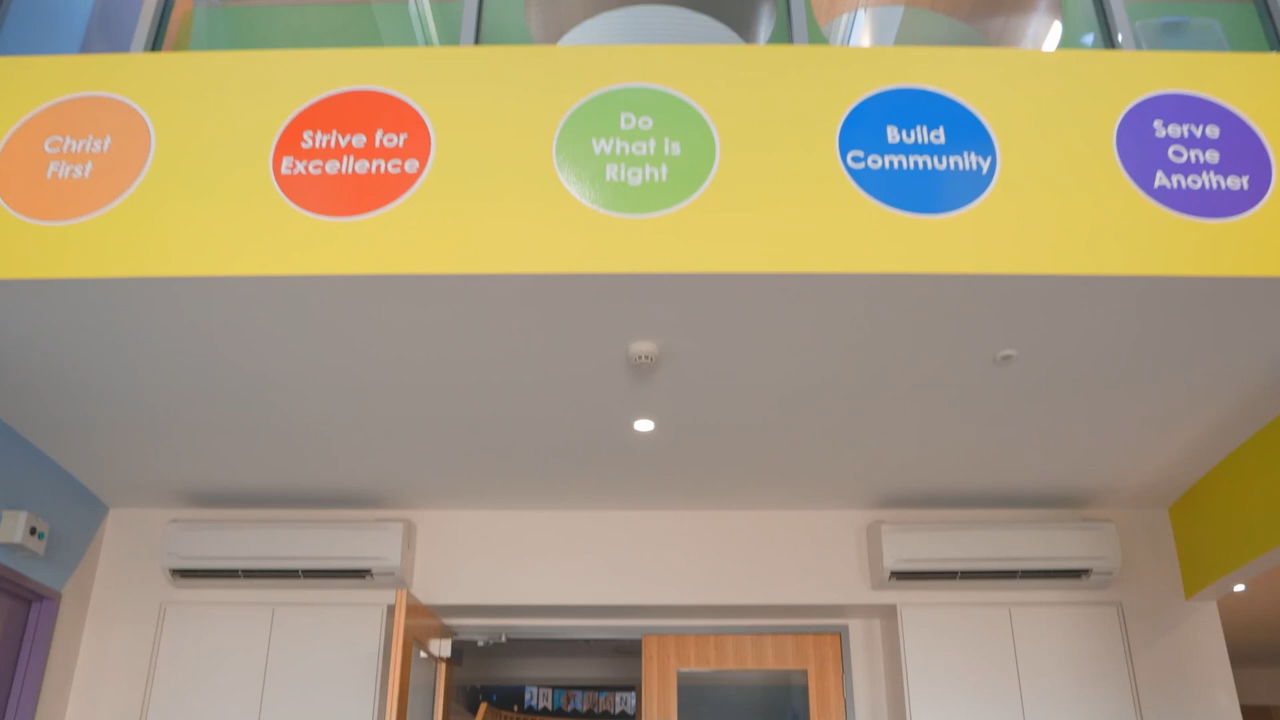 Christ
First
Strive for
Excellence
Do
What is
Right
Build
Community
Serve
One
Another